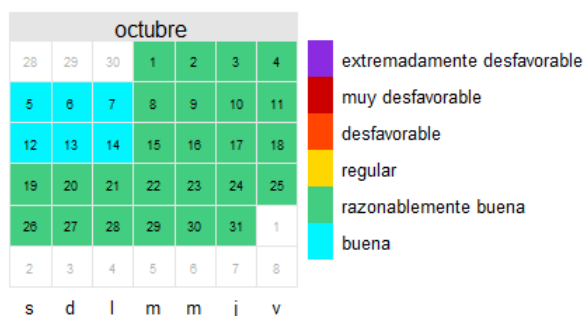 octubre
28 29 30 1 2 3 4
5 6 7 8 9 10 11
12 13 14 15 16 17 18
19 20 21 22 23 24 25
26 27 28 29 30 31 1
2 3 4 5 6 7 8
s d l m m j v
extremadamente desfavorable
muy desfavorable
desfavorable
regular
razonablemente buena
buena